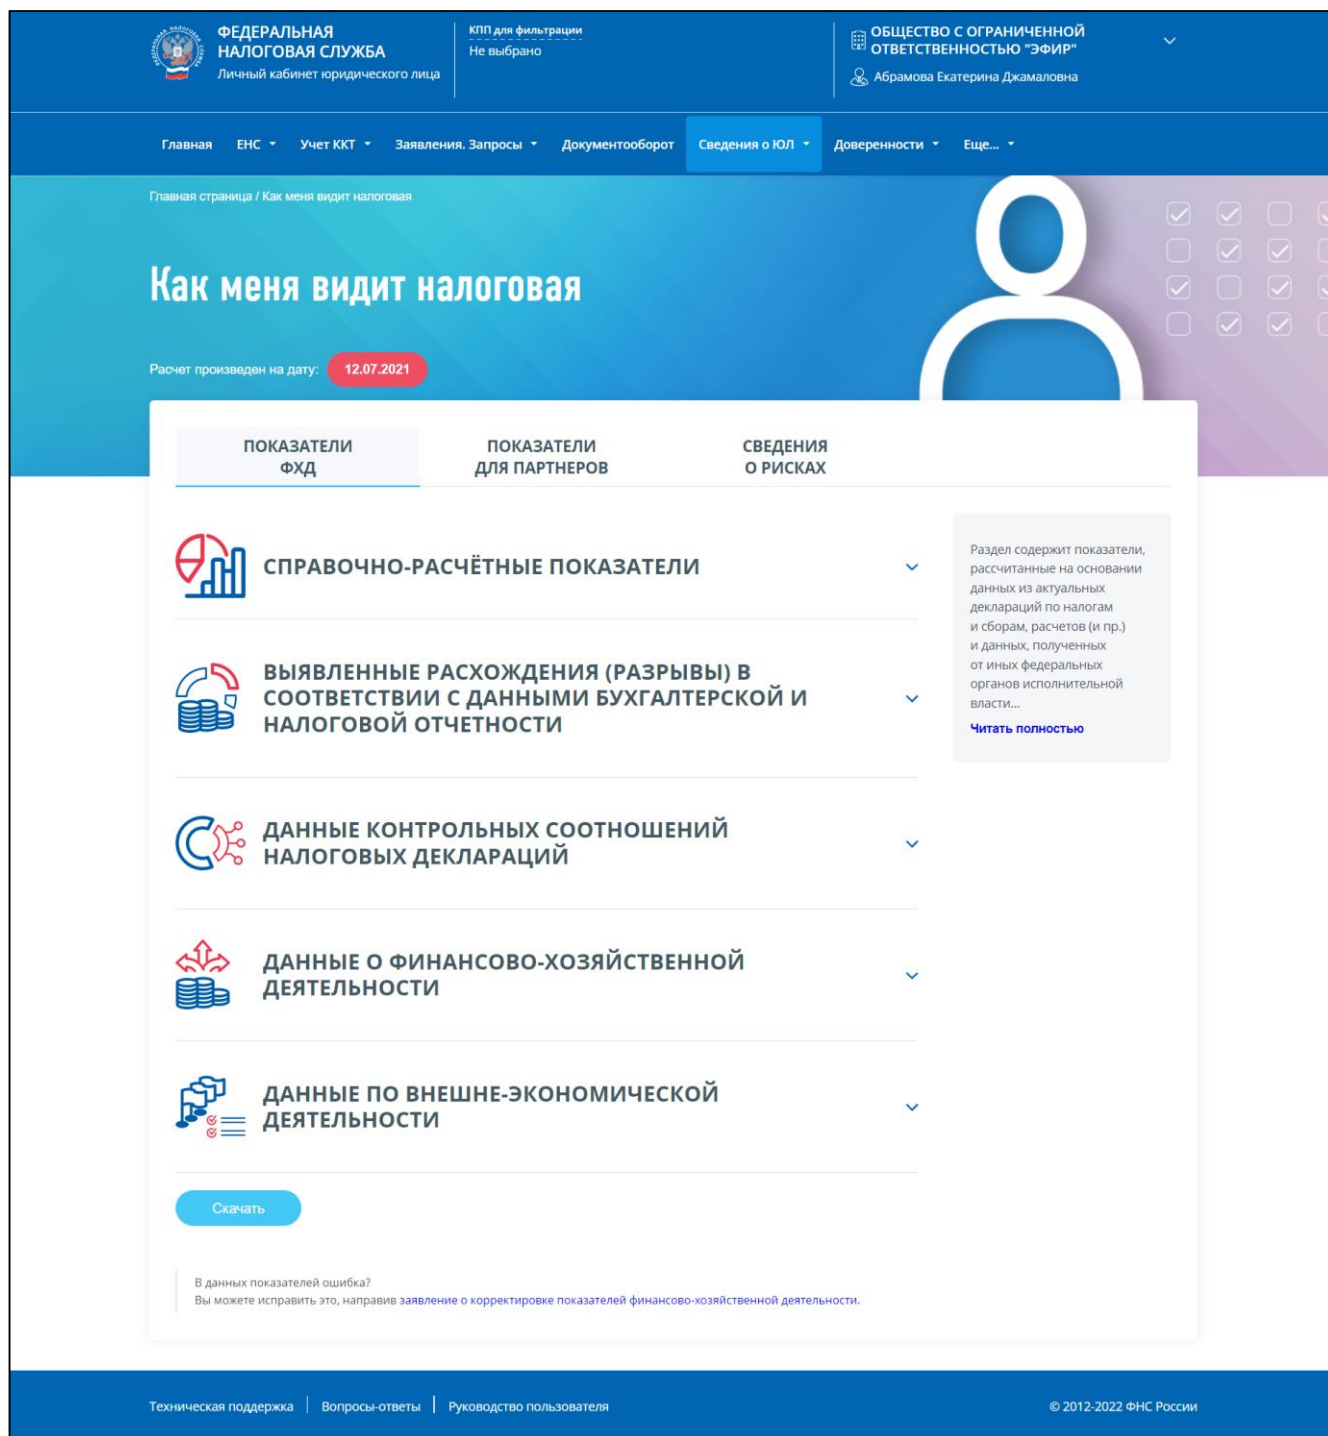 ФЕДЕРАЛЬНАЯ
НАЛОГОВАЯ СЛУЖБА
Личный кабинет юридического лица
КПП для фильтрации
Не выбрано
ОБЩЕСТВО С ОГРАНИЧЕННОЙ
ОТВЕТСТВЕННОСТЬЮ "ЭФИР"
Абрамова Екатерина Джамаловна
Главная ЕНС Учет ККТ Заявления. Запросы Документооборот Сведения о ЮЛ Доверенности Еще...
Главная страница / Как меня видит налоговая
Как меня видит налоговая
Расчет произведен на дату: 12.07.2021
ПОКАЗАТЕЛИ
ФХД
ПОКАЗАТЕЛИ
ДЛЯ ПАРТНЕРОВ
СВЕДЕНИЯ
О РИСКАХ
СПРАВОЧНО-РАСЧЁТНЫЕ ПОКАЗАТЕЛИ
ВЫЯВЛЕННЫЕ РАСХОЖДЕНИЯ (РАЗРЫВЫ) В
СООТВЕТСТВИИ С ДАННЫМИ БУХГАЛТЕРСКОЙ И
НАЛОГОВОЙ ОТЧЕТНОСТИ
ДАННЫЕ КОНТРОЛЬНЫХ СООТНОШЕНИЙ
НАЛОГОВЫХ ДЕКЛАРАЦИЙ
ДАННЫЕ О ФИНАНСОВО-ХОЗЯЙСТВЕННОЙ
ДЕЯТЕЛЬНОСТИ
ДАННЫЕ ПО ВНЕШНЕ-ЭКОНОМИЧЕСКОЙ
ДЕЯТЕЛЬНОСТИ
Раздел содержит показатели,
рассчитанные на основании
данных из актуальных
деклараций по налогам
и сборам, расчетов (и пр.)
и данных, полученных
от иных федеральных
органов исполнительной
власти...
Читать полностью
Скачать
В данных показателей ошибка?
Вы можете исправить это, направив заявление о корректировке показателей финансово-хозяйственной деятельности.
Техническая поддержка Вопросы-ответы Руководство пользователя
© 2012-2022 ФНС России